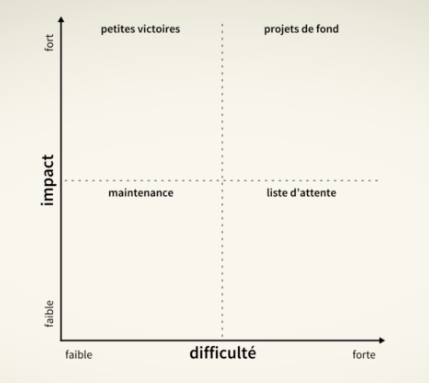 petites victoires
projets de fond
fort
impact
maintenance
liste d'attente
faible
faible
difficulté
forte